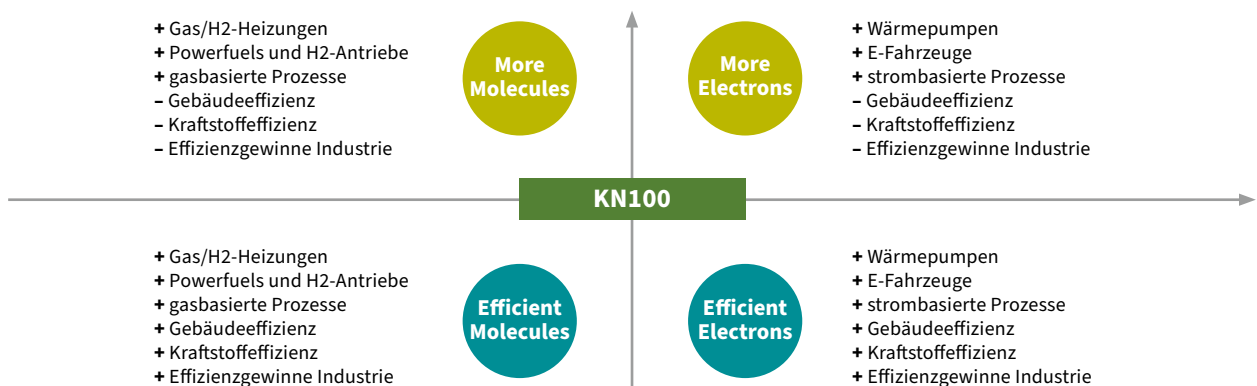 + Gas/H2-Heizungen
+ Powerfuels und H2-Antriebe
+ gasbasierte Prozesse
– Gebäudeeffizienz
– Kraftstoffeffizienz
– Effizienzgewinne Industrie
More
Molecules
More
Electrons
+ Wärmepumpen
+ E-Fahrzeuge
+ strombasierte Prozesse
– Gebäudeeffizienz
– Kraftstoffeffizienz
– Effizienzgewinne Industrie
KN100
+ Gas/H2-Heizungen
+ Powerfuels und H2-Antriebe
+ gasbasierte Prozesse
+ Gebäudeeffizienz
+ Kraftstoffeffizienz
+ Effizienzgewinne Industrie
Efficient
Molecules
Efficient
Electrons
+ Wärmepumpen
+ E-Fahrzeuge
+ strombasierte Prozesse
+ Gebäudeeffizienz
+ Kraftstoffeffizienz
+ Effizienzgewinne Industrie